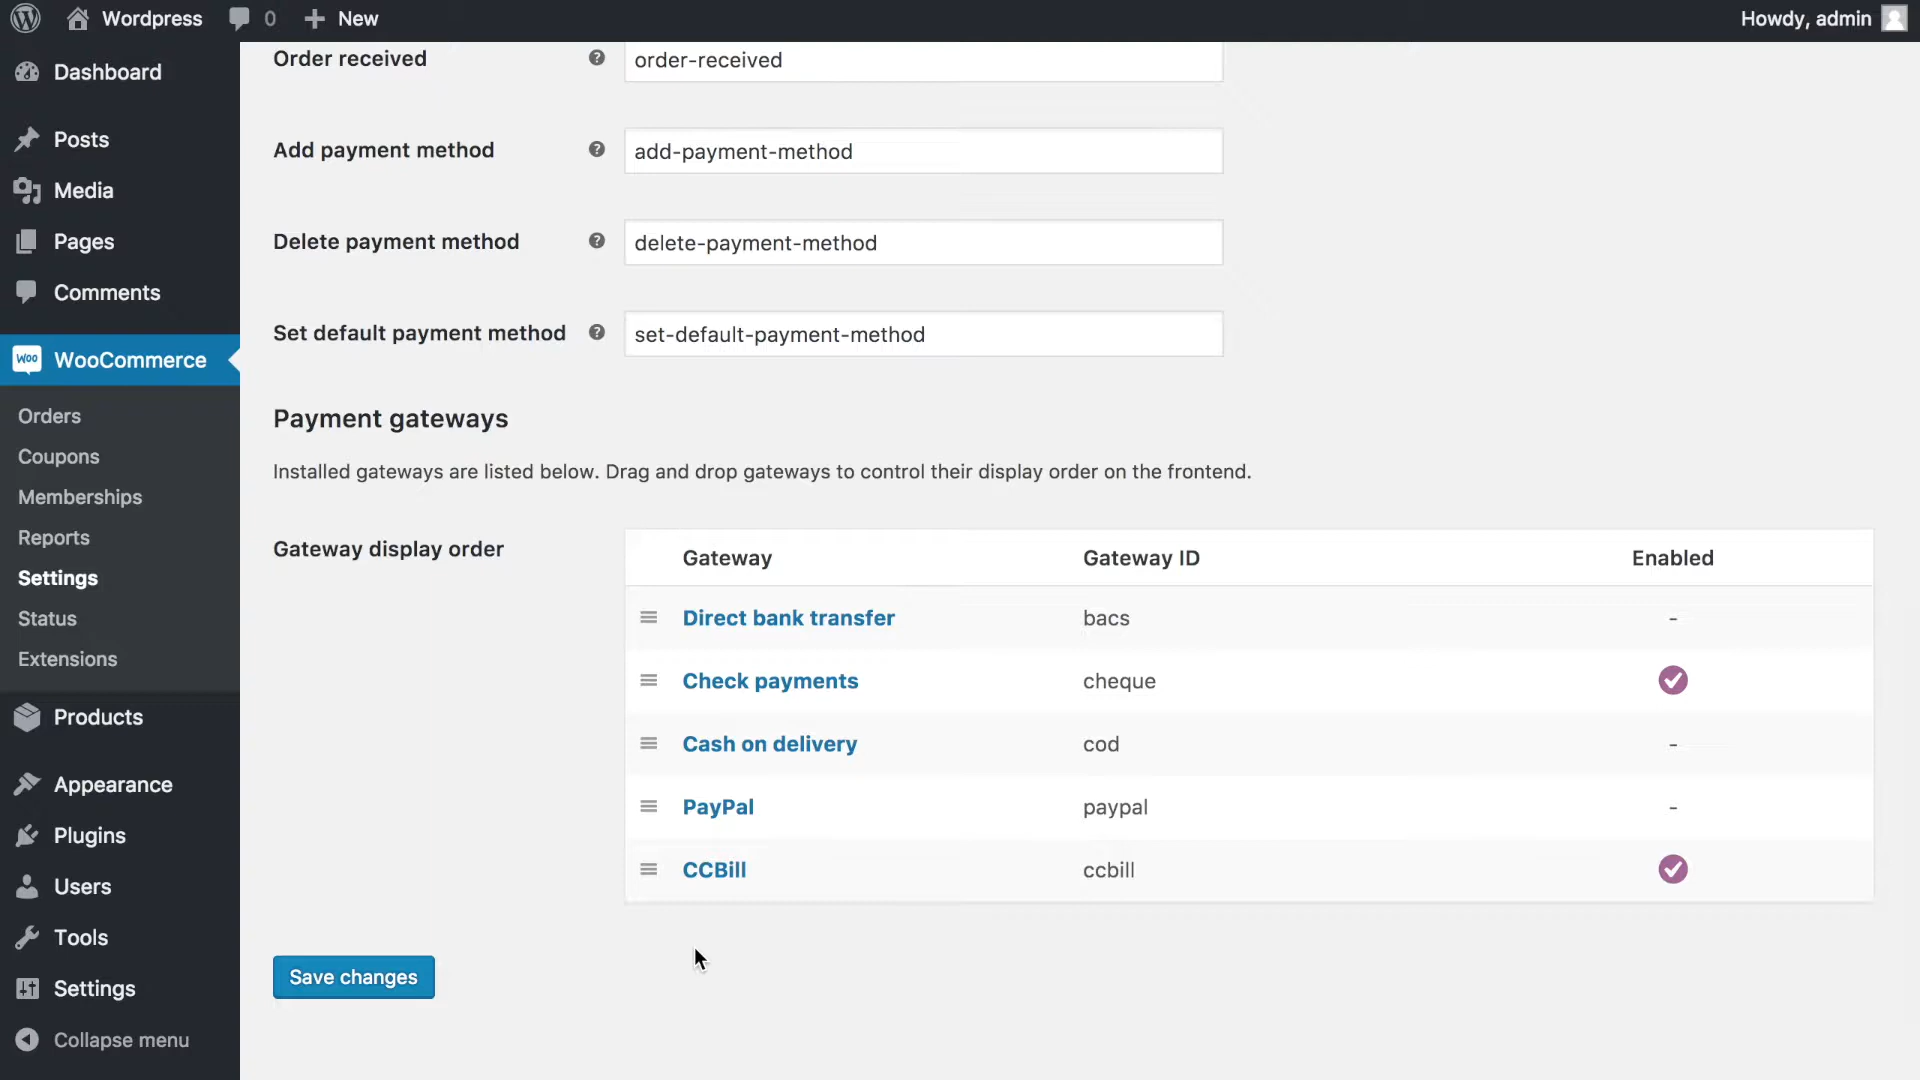 Wordpress 0 New Howdy, admin
Dashboard
Posts
Media
Pages
Comments
Woo WooCommerce
Orders
Coupons
Memberships
Reports
Settings
Status
Extensions
Products
Appearance
Plugins
Users
Tools
Settings
Collapse menu
Order received ? order-received
Add payment method ? add-payment-method
Delete payment method ? delete-payment-method
Set default payment method ? set-default-payment-method
Payment gateways
Installed gateways are listed below. Drag and drop gateways to control their display order on the frontend.
Gateway display order
Gateway Gateway ID Enabled
Direct bank transfer bacs -
Check payments cheque
Cash on delivery cod -
PayPal paypal -
CCBill ccbill
Save changes